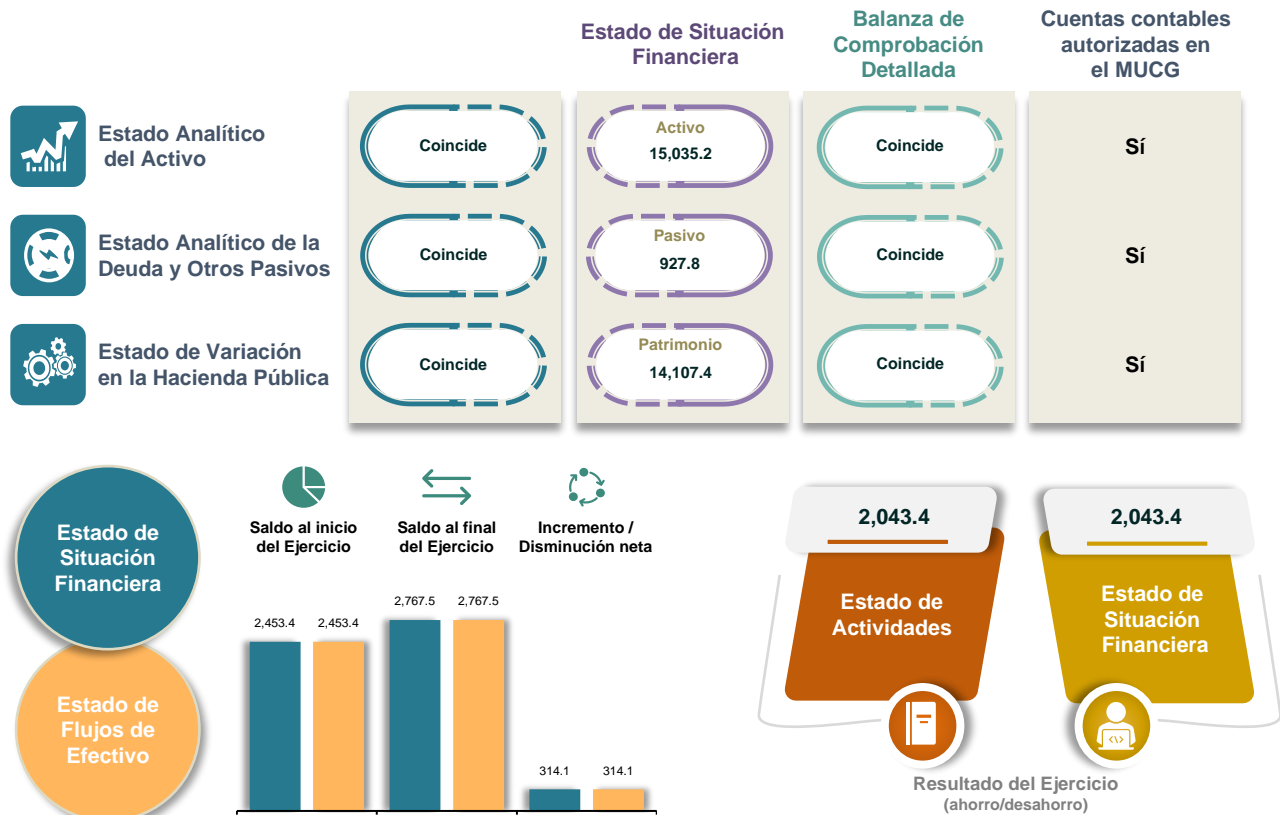 Estado de Situación
Financiera
Balanza de
Comprobación
Detallada
Cuentas contables
autorizadas en
el MUCG
Estado Analítico
del Activo
Coincide
Activo
15,035.2
Coincide
Sí
Estado Analítico de la
Deuda y Otros Pasivos
Coincide
Pasivo
927.8
Coincide
Sí
Estado de Variación
en la Hacienda Pública
Coincide
Patrimonio
14,107.4
Coincide
Sí
Estado de
Situación
Financiera
Estado de
Flujos de
Efectivo
Saldo al inicio
del Ejercicio
Saldo al final
del Ejercicio
Incremento /
Disminución neta
2,453.4
2,453.4
2,767.5
2,767.5
314.1
314.1
2,043.4
Estado de
Actividades
2,043.4
Estado de
Situación
Financiera
Resultado del Ejercicio
(ahorro/desahorro)